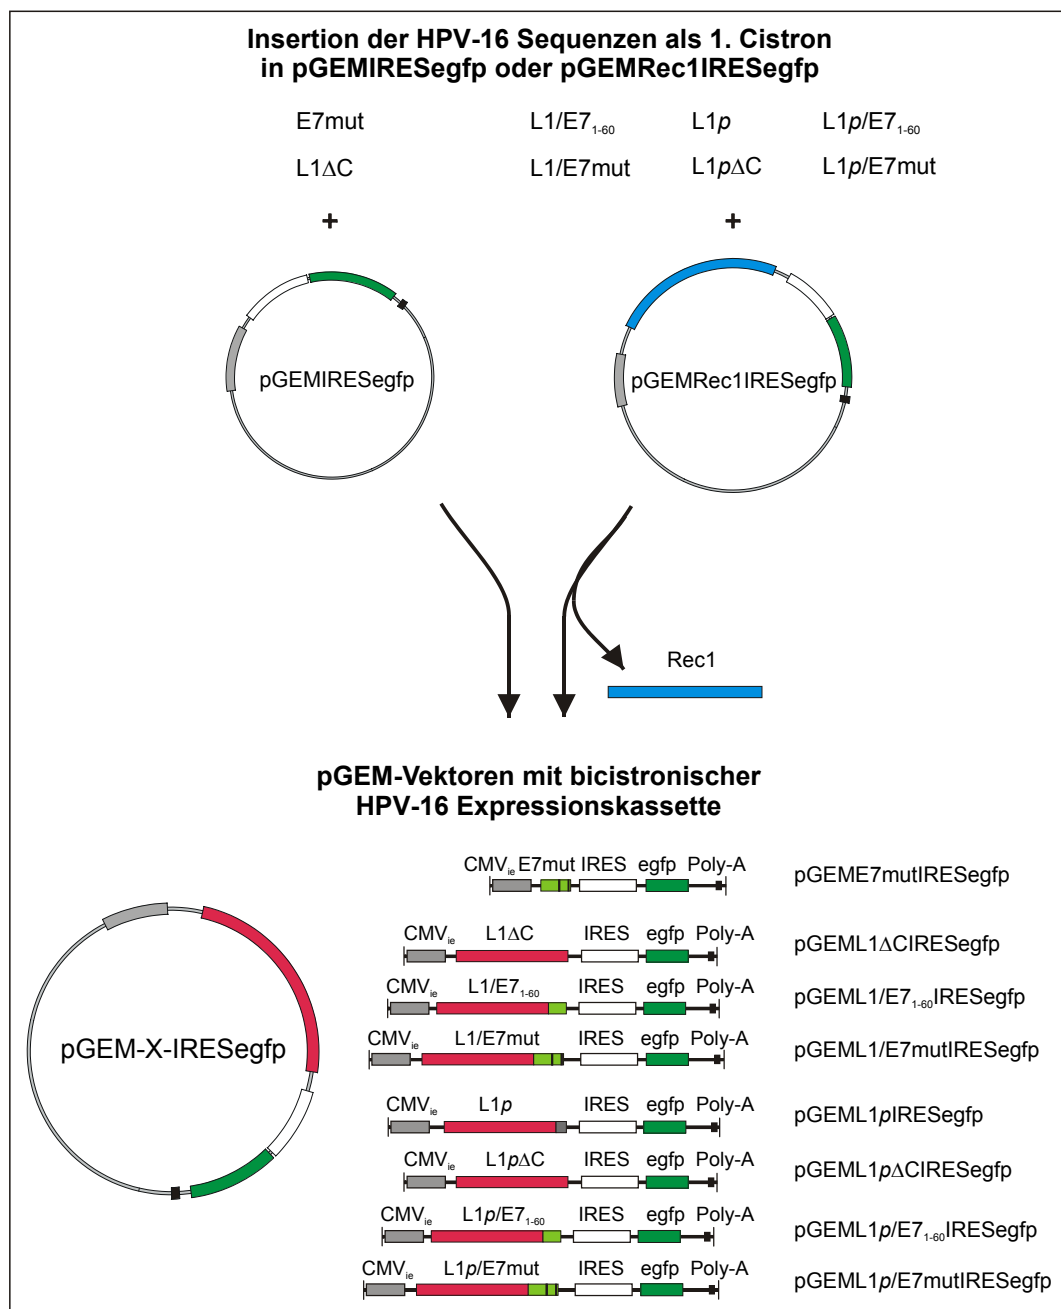 Insertion der HPV-16 Sequenzen als 1. Cistron
in pGEMIRESegfp oder pGEMRec1IRESegfp
E7mut L1/E7₁₋₆₀ L1p L1p/E7₁₋₆₀
L1ΔC L1/E7mut L1pΔC L1p/E7mut
+ +
pGEMIRESegfp pGEMRec1IRESegfp
Rec1
pGEM-Vektoren mit bicistronischer
HPV-16 Expressionskassette
CMVie E7mut IRES egfp Poly-A pGEME7mutIRESegfp
CMVie L1ΔC IRES egfp Poly-A pGEML1ΔCIRESegfp
CMVie L1/E7₁₋₆₀ IRES egfp Poly-A pGEML1/E7₁₋₆₀IRESegfp
pGEM-X-IRESegfp
CMVie L1/E7mut IRES egfp Poly-A pGEML1/E7mutIRESegfp
CMVie L1p IRES egfp Poly-A pGEML1pIRESegfp
CMVie L1pΔC IRES egfp Poly-A pGEML1pΔCIRESegfp
CMVie L1p/E7₁₋₆₀ IRES egfp Poly-A pGEML1p/E7₁₋₆₀IRESegfp
CMVie L1p/E7mut IRES egfp Poly-A pGEML1p/E7mutIRESegfp